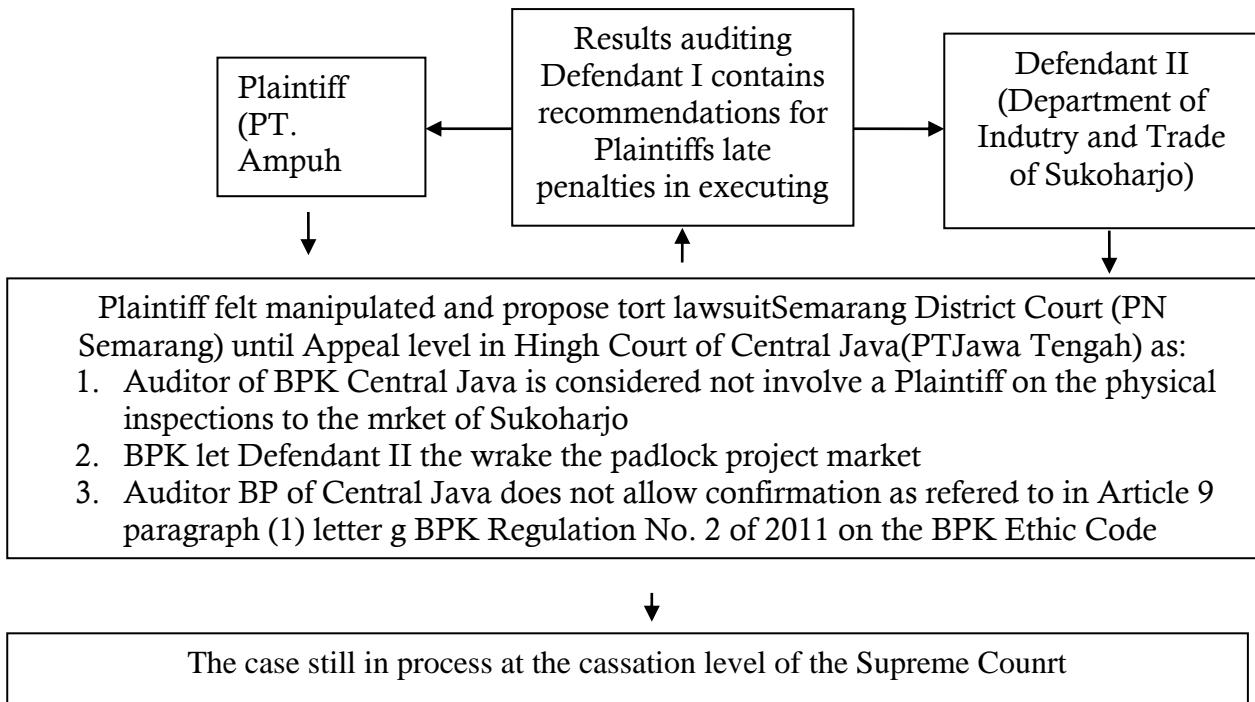 Plaintiff
(PT.
Ampuh
Results auditing
Defendant I contains
recommendations for
Plaintiffs late
penalties in executing
Defendant II
(Department of
Indutry and Trade
of Sukoharjo)
Plaintiff felt manipulated and propose tort lawsuitSemarang District Court (PN
Semarang) until Appeal level in Hingh Court of Central Java(PTJawa Tengah) as:
1. Auditor of BPK Central Java is considered not involve a Plaintiff on the physical
inspections to the mrket of Sukoharjo
2. BPK let Defendant II the wrake the padlock project market
3. Auditor BP of Central Java does not allow confirmation as refered to in Article 9
paragraph (1) letter g BPK Regulation No. 2 of 2011 on the BPK Ethic Code
The case still in process at the cassation level of the Supreme Counrt